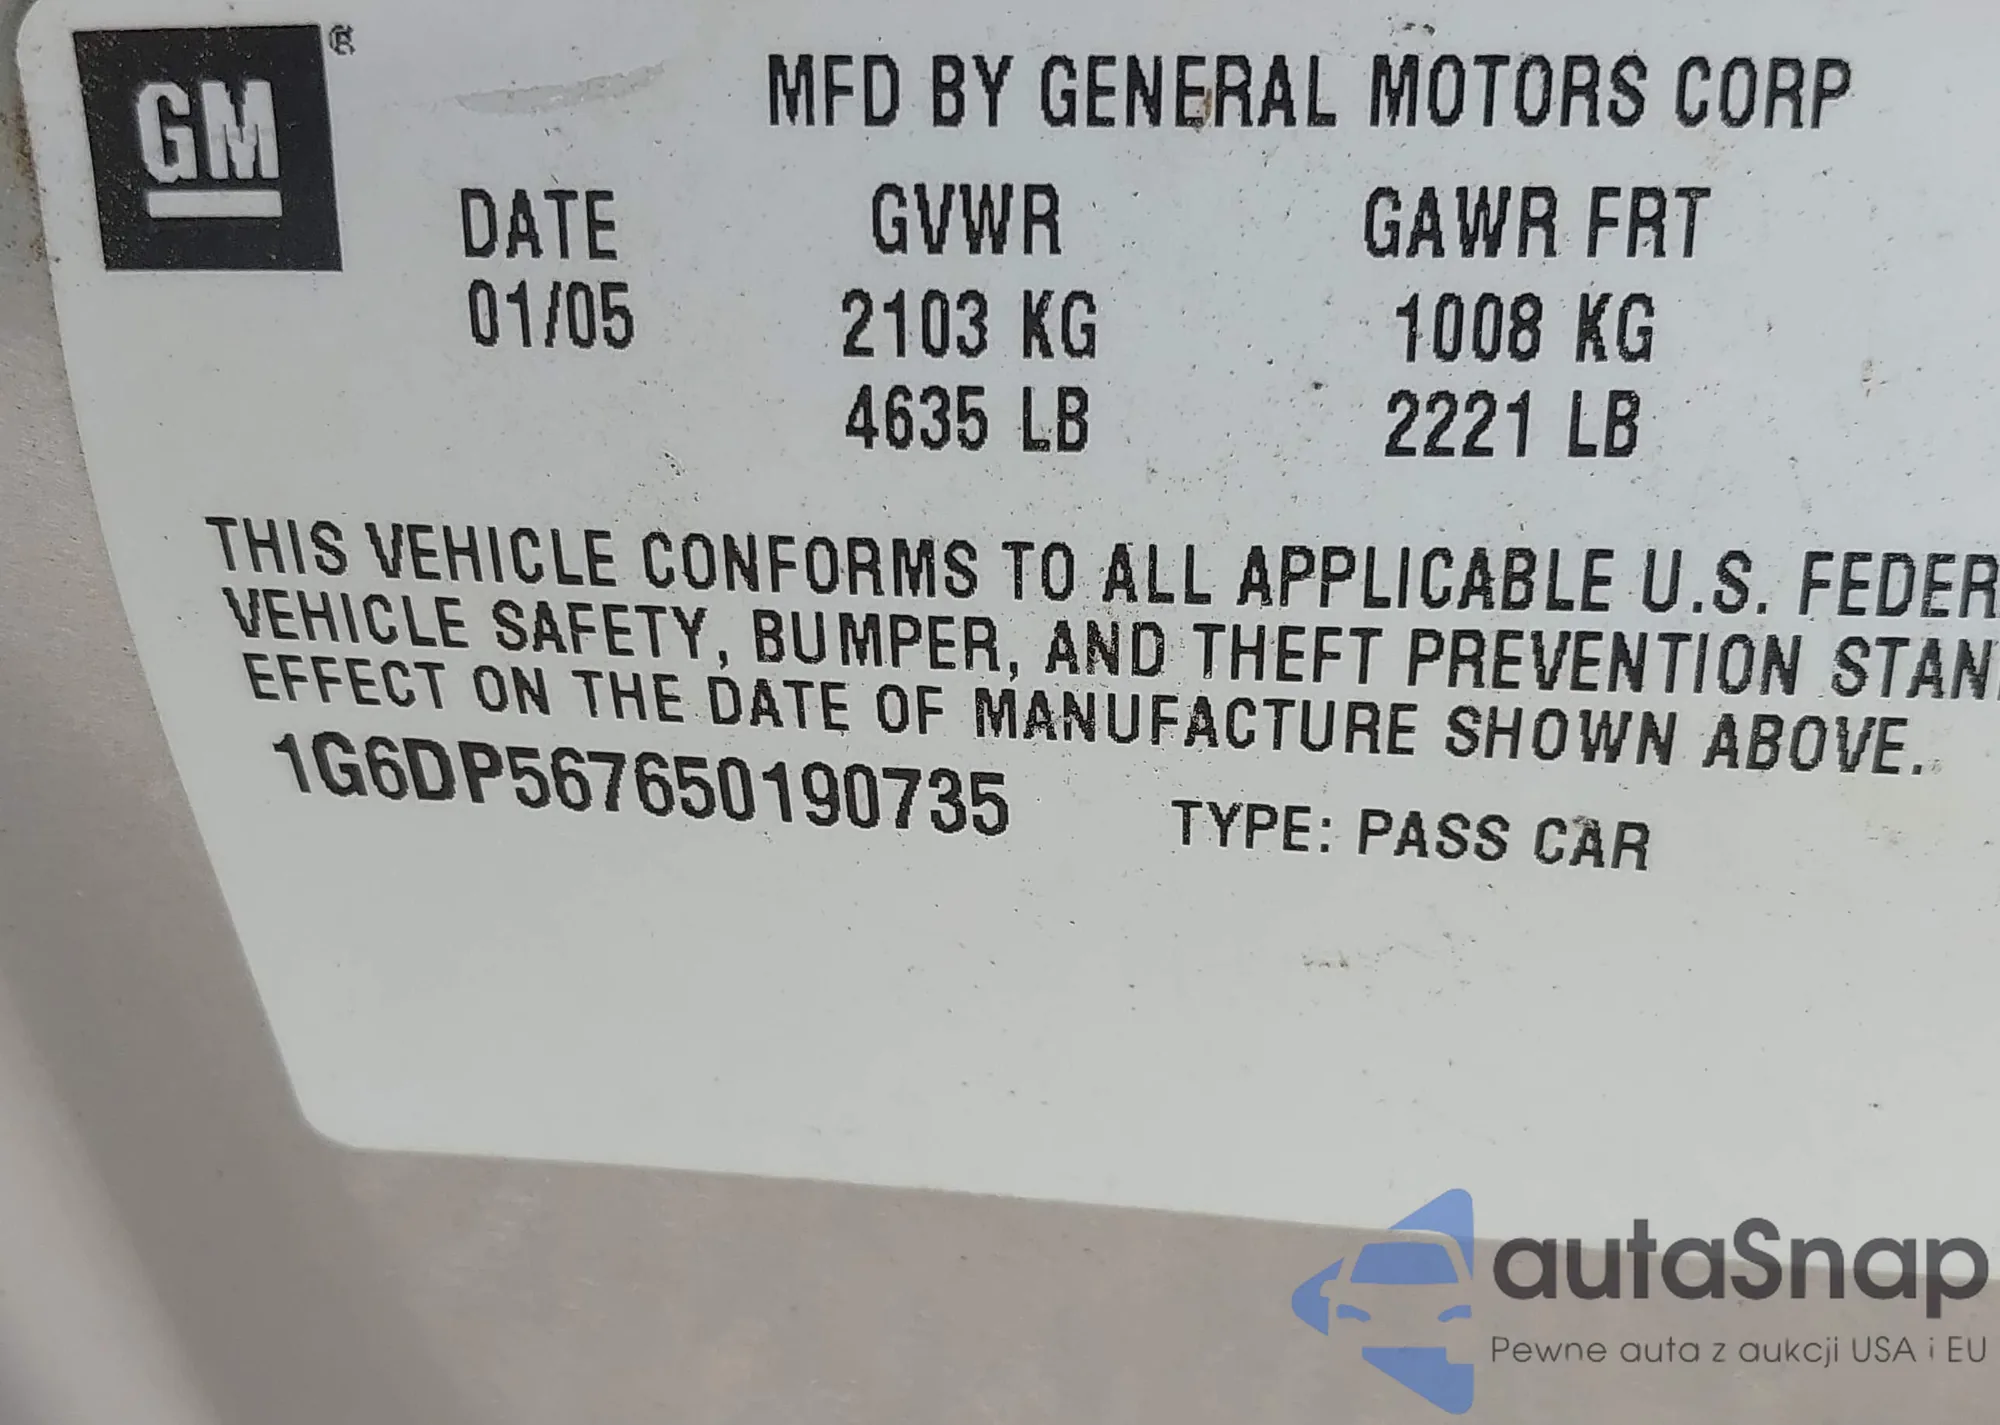 GM®
MFD BY GENERAL MOTORS CORP
DATE GVWR GAWR FRT
01/05 2103 KG 1008 KG
4635 LB 2221 LB
THIS VEHICLE CONFORMS TO ALL APPLICABLE U.S. FEDER
VEHICLE SAFETY, BUMPER, AND THEFT PREVENTION STAN
EFFECT ON THE DATE OF MANUFACTURE SHOWN ABOVE.
1G6DP567650190735 TYPE: PASS CAR
autaSnap
Pewne auta z aukcji USA i EU